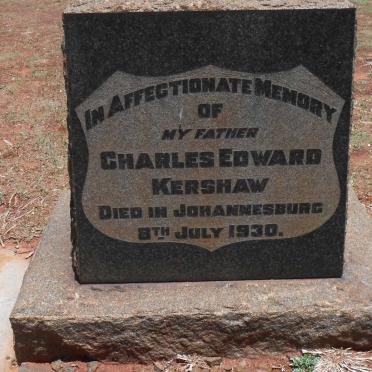 IN AFFECTIONATE MEMORY
OF
MY FATHER
CHARLES EDWARD
KERSHAW
DIED IN JOHANNESBURG
8TH JULY 1930.